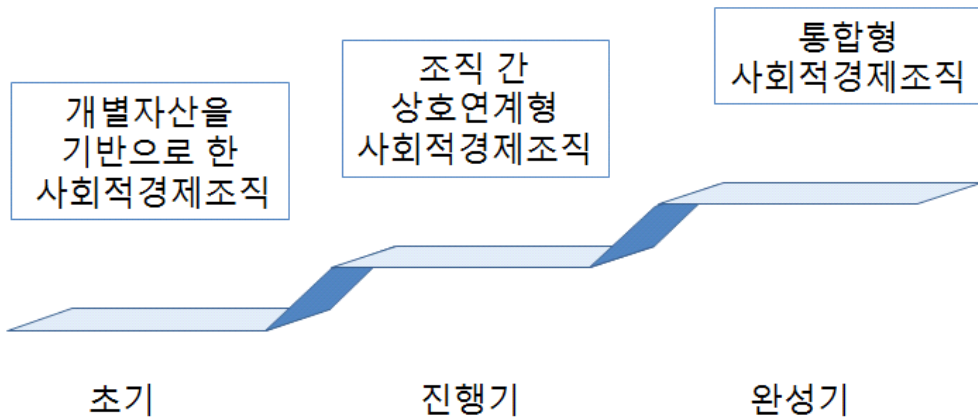 개별자산을
기반으로 한
사회적경제조직
조직 간
상호연계형
사회적경제조직
통합형
사회적경제조직
초기
진행기
완성기